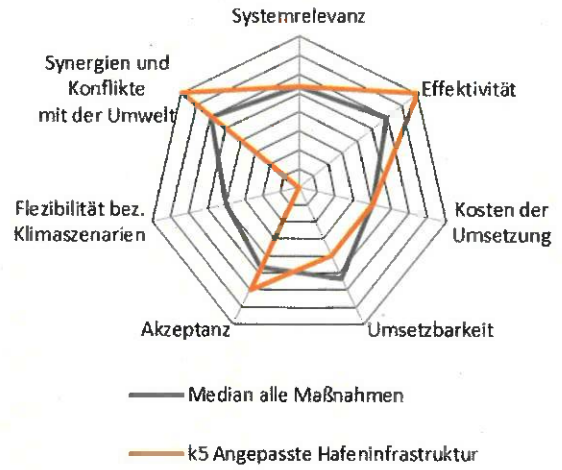 Systemrelevanz
Synergien und
Konflikte
mit der Umwelt
Effektivität
Flezibilität bez.
Klimaszenarien
Kosten der
Umsetzung
Akzeptanz
Umsetzbarkeit
Median alle Maßnahmen
k5 Angepasste Hafeninfrastruktur